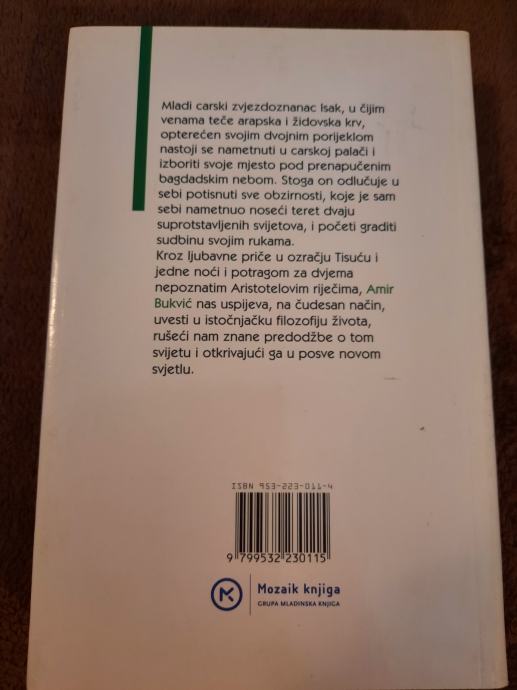 Mladi carski zvjezdoznanac Isak, u čijim
venama teče arapska i židovska krv,
opterećen svojim dvojnim porijeklom
nastoji se nametnuti u carskoj palači i
izboriti svoje mjesto pod prenapučenim
bagdadskim nebom. Stoga on odlučuje u
sebi potisnuti sve obzirnosti, koje je sam
sebi nametnuo noseći teret dvaju
suprotstavljenih svjetova, i početi graditi
sudbinu svojim rukama.
Kroz ljubavne priče u ozračju Tisuću i
jedne noći i potragom za dvjema
nepoznatim Aristotelovim riječima, Amir
Bukvić nas uspijeva, na čudesan način,
uvesti u istočnjačku filozofiju života,
rušeći nam znane predodžbe o tom
svijetu i otkrivajući ga u posve novom
svjetlu.
ISBN 953-223-011-4
9 799532 230115
Mozaik knjiga
GRUPA MLADINSKA KNJIGA